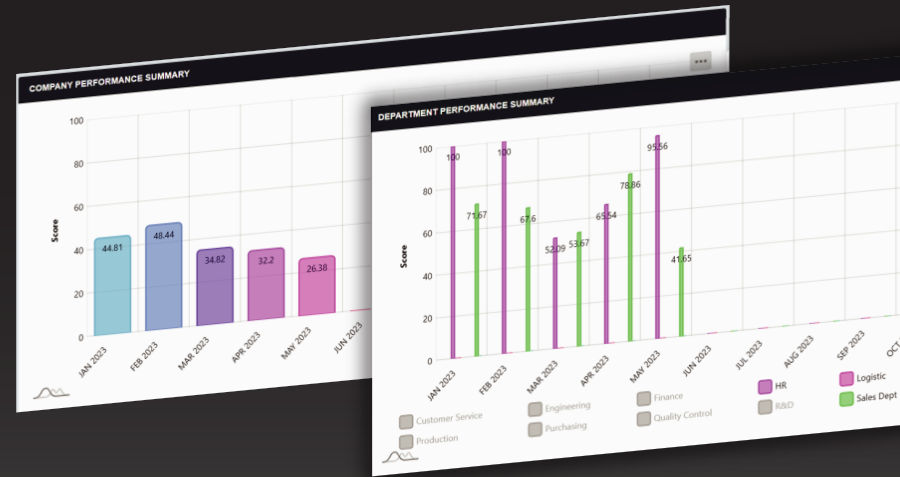 COMPANY PERFORMANCE SUMMARY
...
100
80
60
40
20
0
Score
44.81
48.44
34.82
32.2
26.38
JAN 2023
FEB 2023
MAR 2023
APR 2023
MAY 2023
JUN 2023
DEPARTMENT PERFORMANCE SUMMARY
100
80
60
40
20
0
Score
100
71.67
100
67.6
52.09
53.67
65.54
78.86
95.56
41.65
JAN 2023
FEB 2023
MAR 2023
APR 2023
MAY 2023
JUN 2023
JUL 2023
AUG 2023
SEP 2023
OCT
Customer Service
Engineering
Finance
HR
Logistic
Production
Purchasing
Quality Control
R&D
Sales Dept